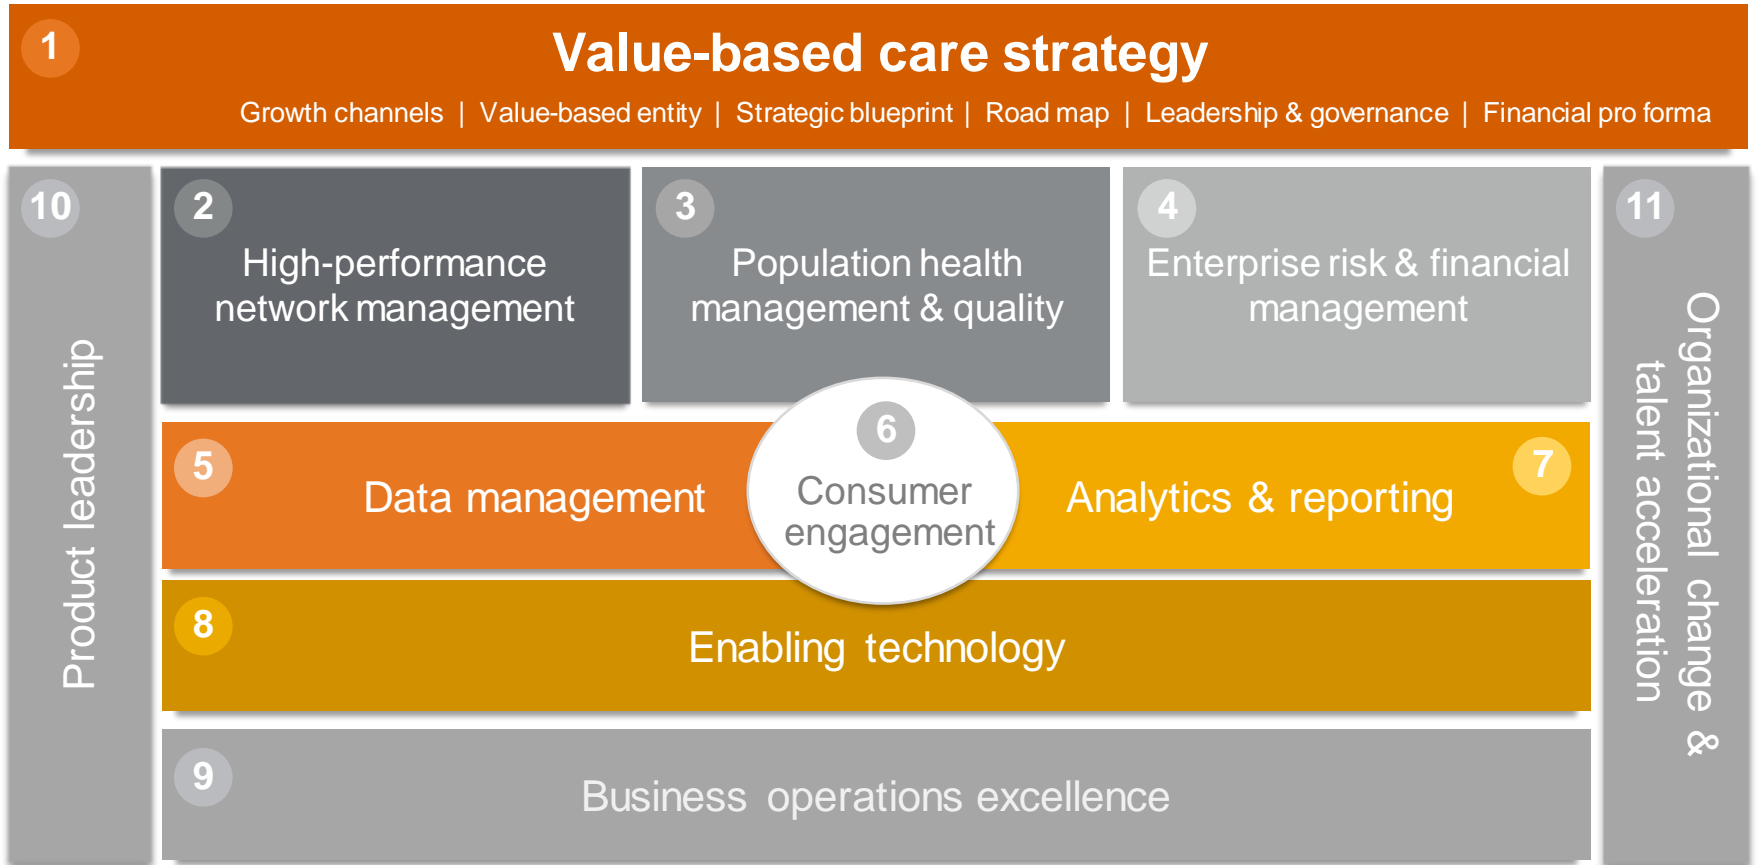 1
Value-based care strategy
Growth channels | Value-based entity | Strategic blueprint | Road map | Leadership & governance | Financial pro forma
10
Product leadership
2
High-performance
network management
3
Population health
management & quality
4
Enterprise risk & financial
management
5
Data management
6
Consumer
engagement
7
Analytics & reporting
8
Enabling technology
9
Business operations excellence
11
Organizational change &
talent acceleration